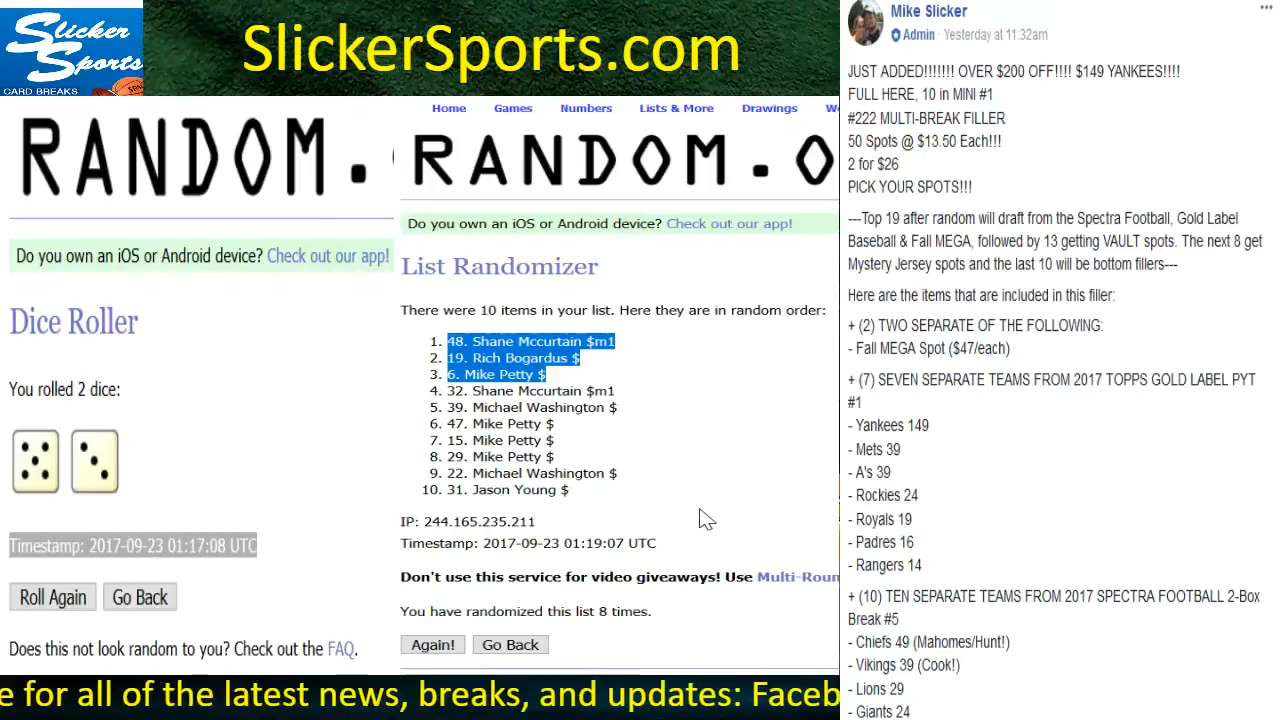 Slicker
Sports
CARD BREAKS
SlickerSports.com
RANDOM.
Do you own an iOS or Android device? Check out our app!
Dice Roller
You rolled 2 dice:
Timestamp: 2017-09-23 01:17:08 UTC
Roll Again
Go Back
Does this not look random to you? Check out the FAQ.
Home Games Numbers Lists & More Drawings
RANDOM.O
Do you own an iOS or Android device? Check out our app!
List Randomizer
There were 10 items in your list. Here they are in random order:
1. 48. Shane Mccurtain $m1
2. 19. Rich Bogardus $
3. 6. Mike Petty $
4. 32. Shane Mccurtain $m1
5. 39. Michael Washington $
6. 47. Mike Petty $
7. 15. Mike Petty $
8. 29. Mike Petty $
9. 22. Michael Washington $
10. 31. Jason Young $
IP: 244.165.235.211
Timestamp: 2017-09-23 01:19:07 UTC
Don't use this service for video giveaways! Use Multi-Roun
You have randomized this list 8 times.
Again!
Go Back
e for all of the latest news, breaks, and updates: Faceb
Mike Slicker
Admin · Yesterday at 11:32am
JUST ADDED!!!!!!! OVER $200 OFF!!!! $149 YANKEES!!!!
FULL HERE, 10 in MINI #1
#222 MULTI-BREAK FILLER
50 Spots @ $13.50 Each!!!
2 for $26
PICK YOUR SPOTS!!!
---Top 19 after random will draft from the Spectra Football, Gold Label
Baseball & Fall MEGA, followed by 13 getting VAULT spots. The next 8 get
Mystery Jersey spots and the last 10 will be bottom fillers---
Here are the items that are included in this filler:
+ (2) TWO SEPARATE OF THE FOLLOWING:
- Fall MEGA Spot ($47/each)
+ (7) SEVEN SEPARATE TEAMS FROM 2017 TOPPS GOLD LABEL PYT
#1
- Yankees 149
- Mets 39
- A's 39
- Rockies 24
- Royals 19
- Padres 16
- Rangers 14
+ (10) TEN SEPARATE TEAMS FROM 2017 SPECTRA FOOTBALL 2-Box
Break #5
- Chiefs 49 (Mahomes/Hunt!)
- Vikings 39 (Cook!)
- Lions 29
- Giants 24